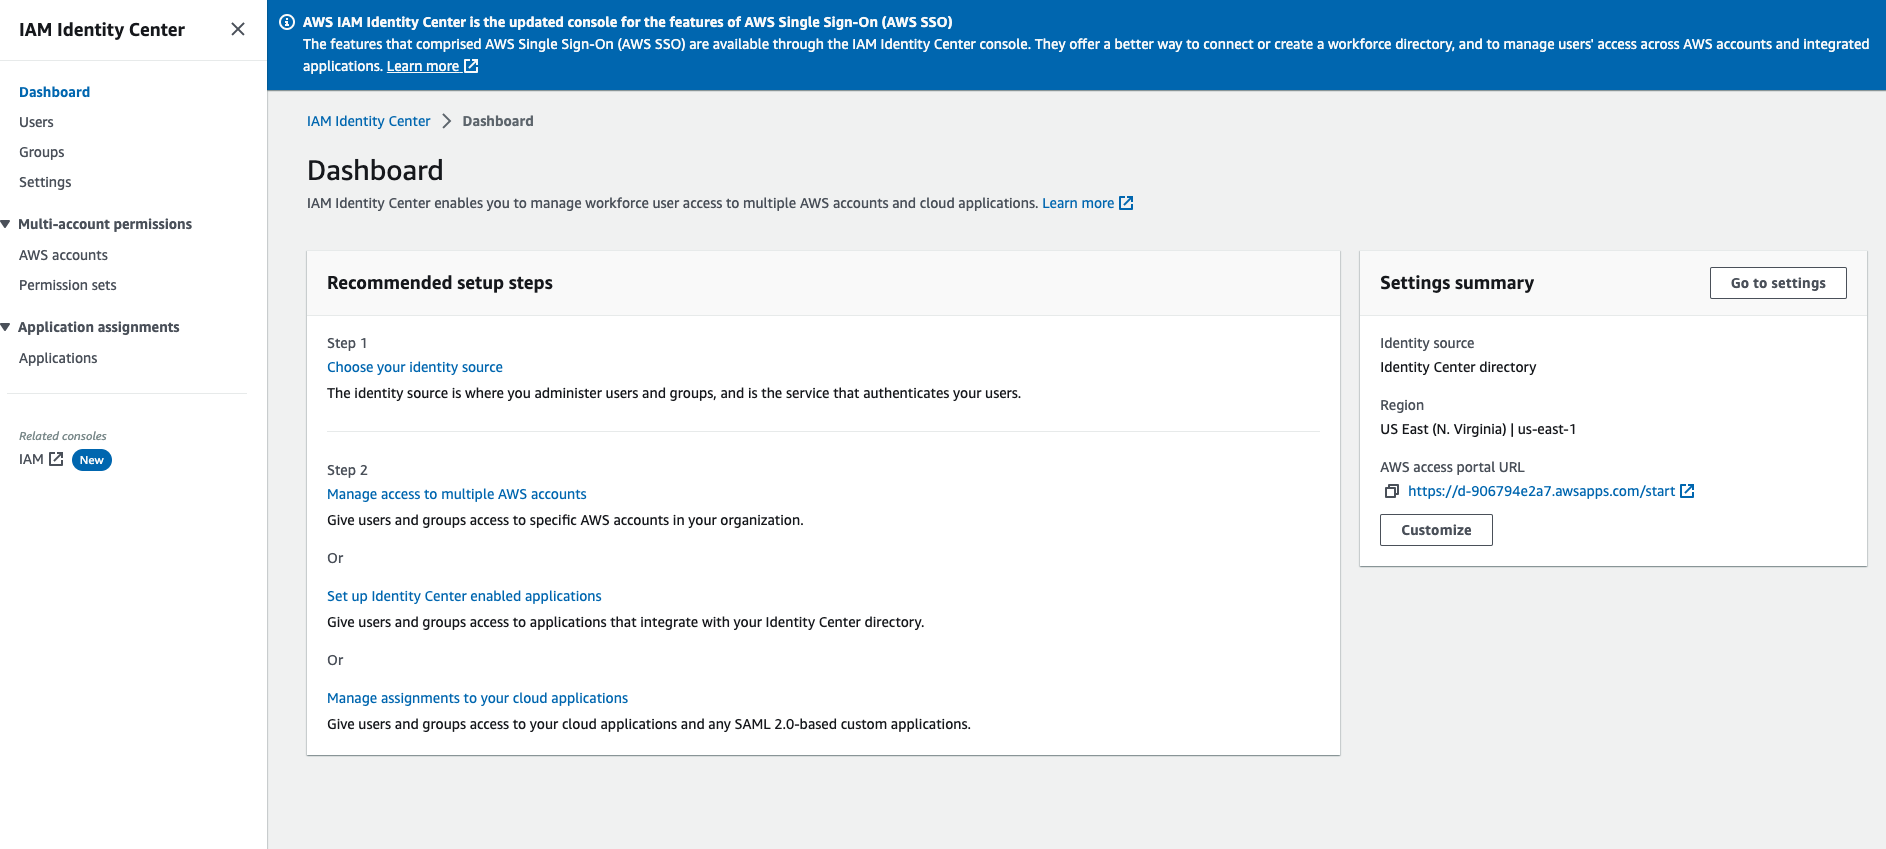 IAM Identity Center
Dashboard
Users
Groups
Settings
Multi-account permissions
AWS accounts
Permission sets
Application assignments
Applications
Related consoles
IAM New
AWS IAM Identity Center is the updated console for the features of AWS Single Sign-On (AWS SSO)
The features that comprised AWS Single Sign-On (AWS SSO) are available through the IAM Identity Center console. They offer a better way to connect or create a workforce directory, and to manage users' access across AWS accounts and integrated
applications. Learn more
IAM Identity Center Dashboard
Dashboard
IAM Identity Center enables you to manage workforce user access to multiple AWS accounts and cloud applications. Learn more
Recommended setup steps
Step 1
Choose your identity source
The identity source is where you administer users and groups, and is the service that authenticates your users.
Step 2
Manage access to multiple AWS accounts
Give users and groups access to specific AWS accounts in your organization.
Or
Set up Identity Center enabled applications
Give users and groups access to applications that integrate with your Identity Center directory.
Or
Manage assignments to your cloud applications
Give users and groups access to your cloud applications and any SAML 2.0-based custom applications.
Settings summary
Go to settings
Identity source
Identity Center directory
Region
US East (N. Virginia) | us-east-1
AWS access portal URL
https://d-906794e2a7.awsapps.com/start
Customize